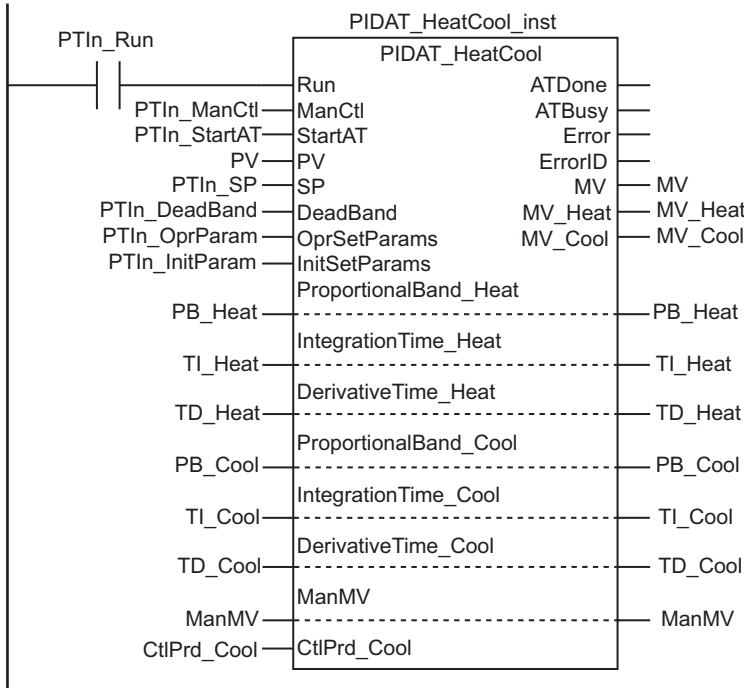 PIDAT_HeatCool_inst
PTIn_Run
PIDAT_HeatCool
Run ATDone
PTIn_ManCtl ManCtl ATBusy
PTIn_StartAT StartAT Error
PV PV ErrorID
PTIn_SP SP MV MV
PTIn_DeadBand DeadBand MV_Heat MV_Heat
PTIn_OprParam OprSetParams MV_Cool MV_Cool
PTIn_InitParam InitSetParams
ProportionalBand_Heat
PB_Heat PB_Heat
IntegrationTime_Heat
TI_Heat TI_Heat
DerivativeTime_Heat
TD_Heat TD_Heat
ProportionalBand_Cool
PB_Cool PB_Cool
IntegrationTime_Cool
TI_Cool TI_Cool
DerivativeTime_Cool
TD_Cool TD_Cool
ManMV
ManMV ManMV
CtlPrd_Cool CtlPrd_Cool